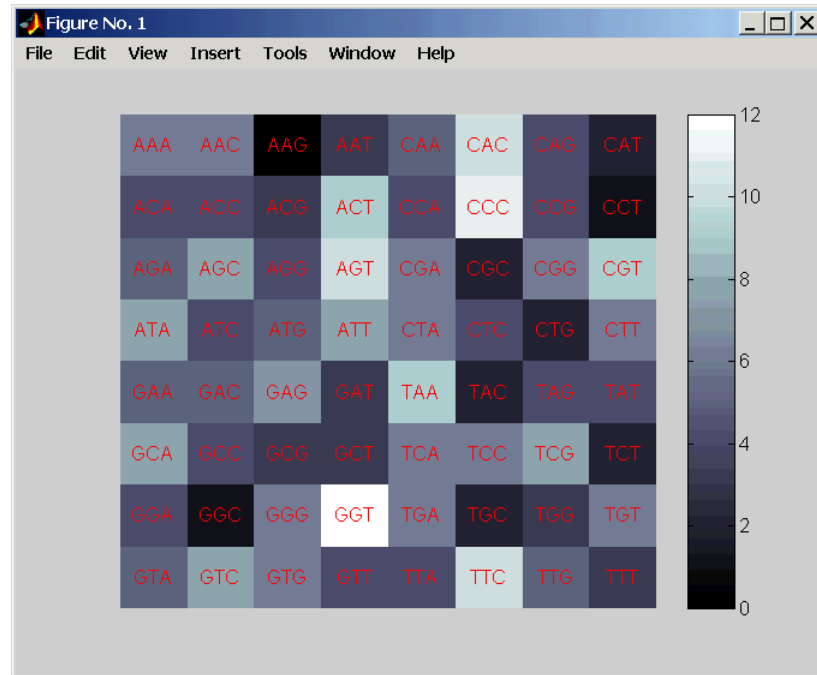 Figure No. 1
File Edit View Insert Tools Window Help
AAA AAC AAG AAT CAA CAC CAG CAT
ACA ACC ACG ACT CCA CCC CCG CCT
AGA AGC AGG AGT CGA CGC CGG CGT
ATA ATC ATG ATT CTA CTC CTG CTT
GAA GAC GAG GAT TAA TAC TAG TAT
GCA GCC GCG GCT TCA TCC TCG TCT
GGA GGC GGG GGT TGA TGC TGG TGT
GTA GTC GTG GTT TTA TTC TTG TTT
12
10
8
6
4
2
0